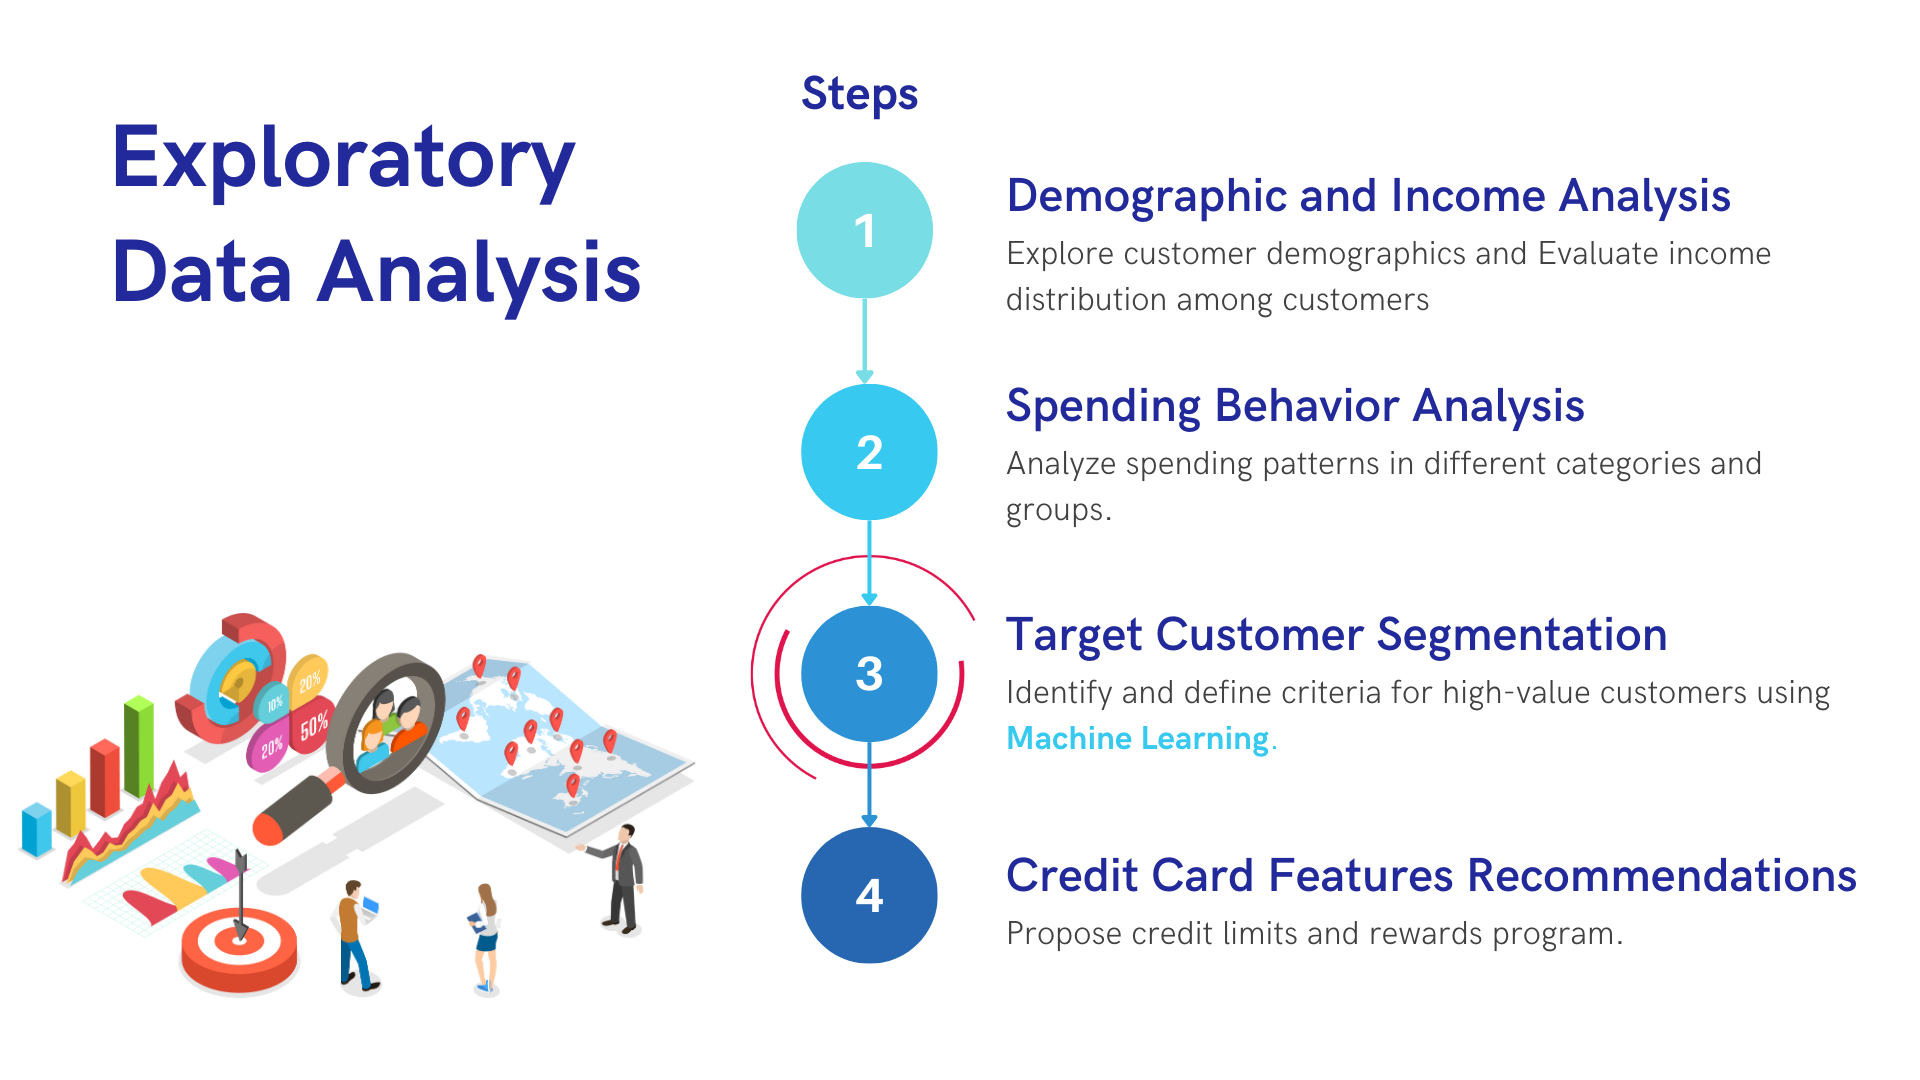 Exploratory
Data Analysis
Steps
1
Demographic and Income Analysis
Explore customer demographics and Evaluate income
distribution among customers
2
Spending Behavior Analysis
Analyze spending patterns in different categories and
groups.
3
Target Customer Segmentation
Identify and define criteria for high-value customers using
Machine Learning.
4
Credit Card Features Recommendations
Propose credit limits and rewards program.
20%
10%
50%
20%